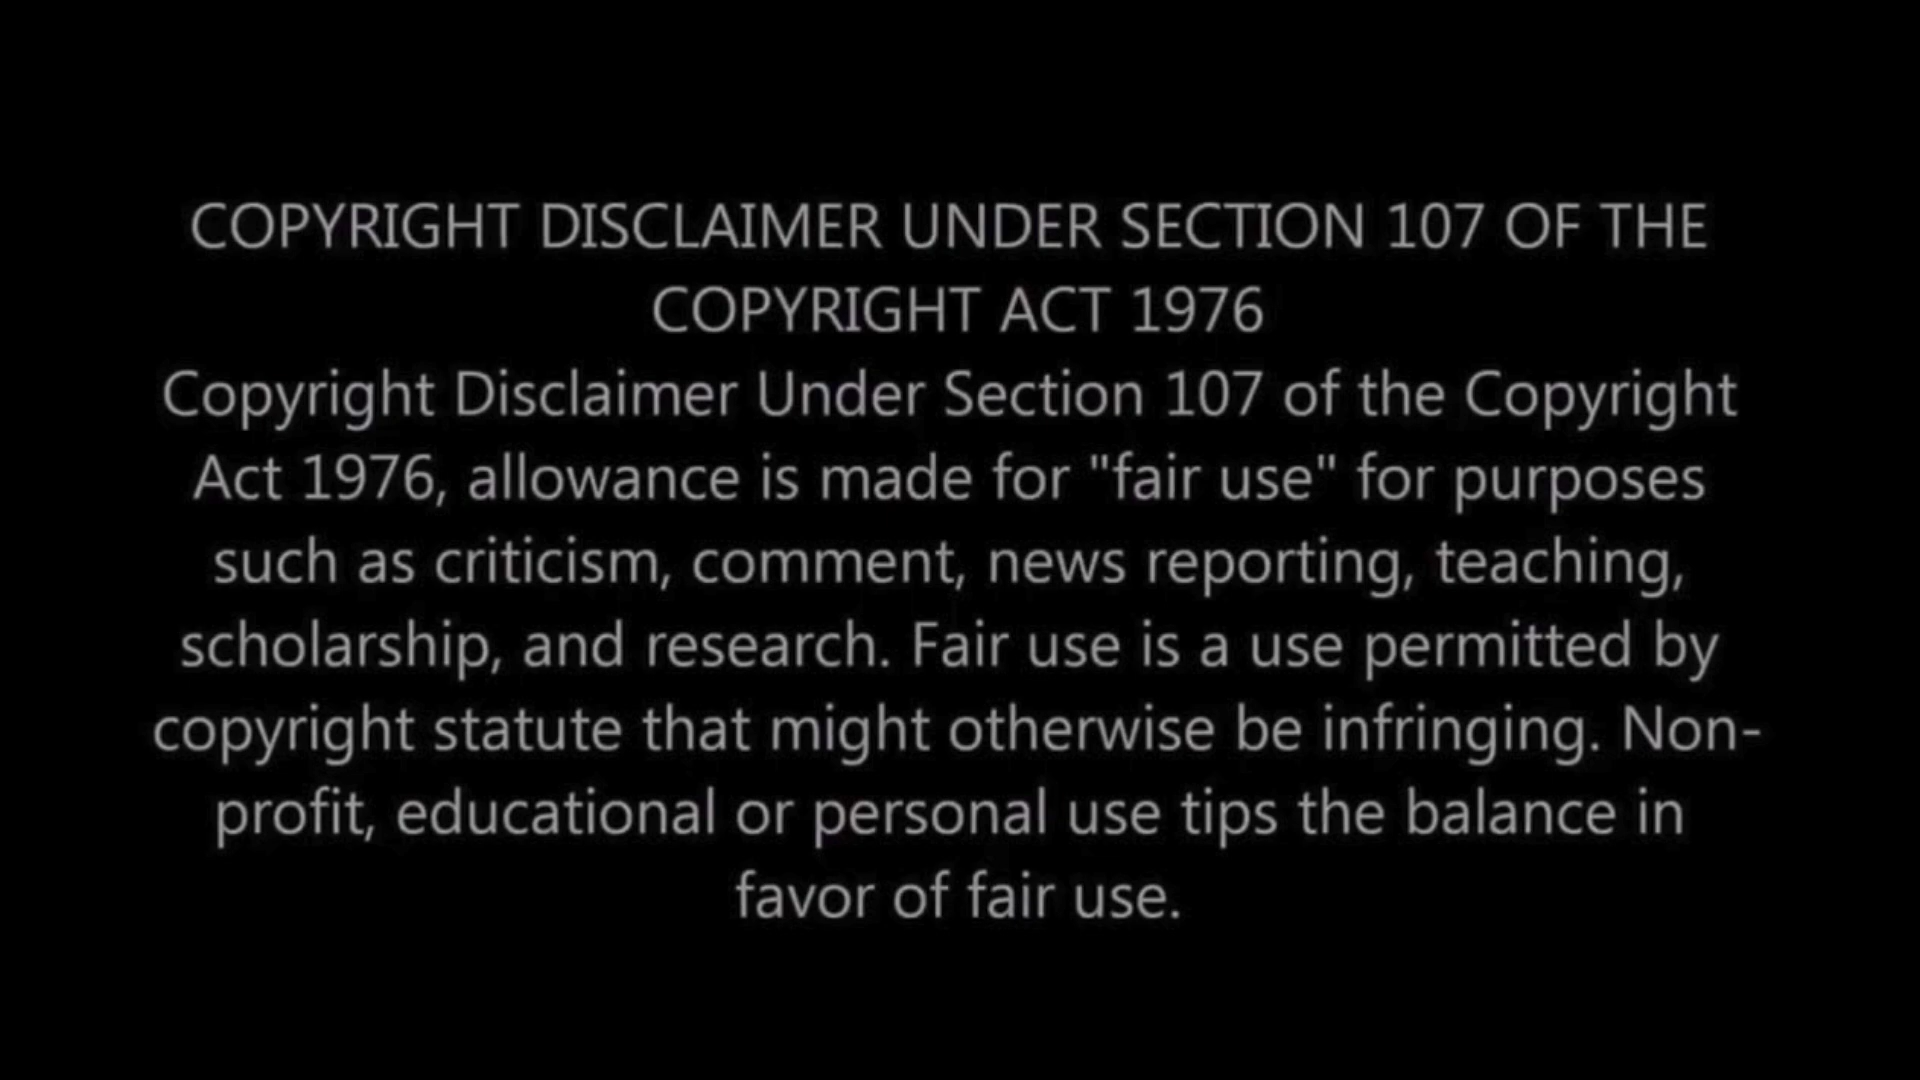 COPYRIGHT DISCLAIMER UNDER SECTION 107 OF THE
COPYRIGHT ACT 1976
Copyright Disclaimer Under Section 107 of the Copyright
Act 1976, allowance is made for "fair use" for purposes
such as criticism, comment, news reporting, teaching,
scholarship, and research. Fair use is a use permitted by
copyright statute that might otherwise be infringing. Non-
profit, educational or personal use tips the balance in
favor of fair use.